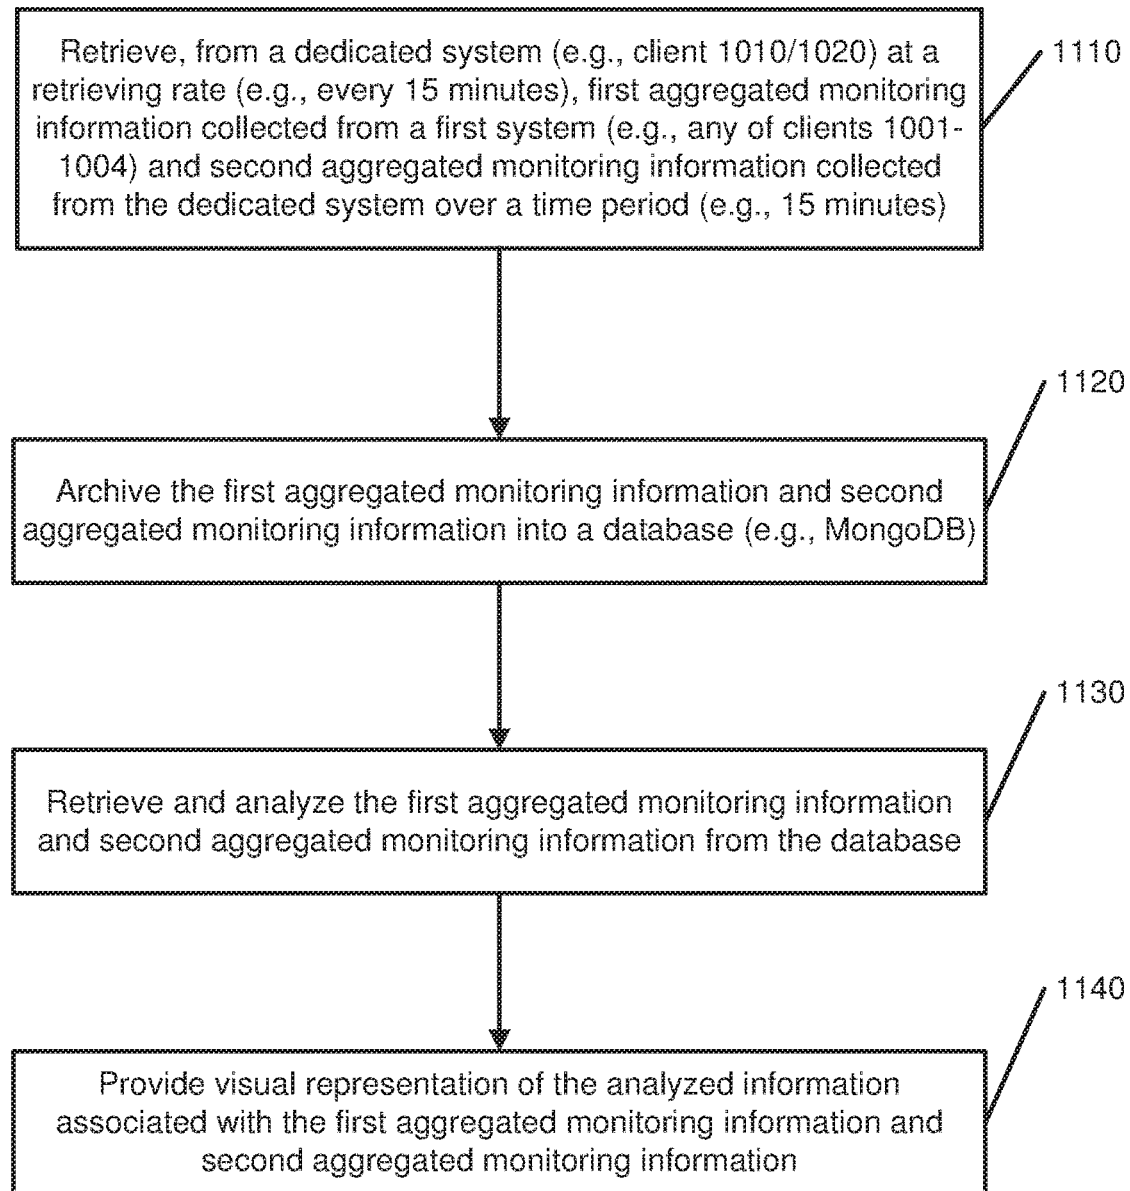 Retrieve, from a dedicated system (e.g., client 1010/1020) at a
retrieving rate (e.g., every 15 minutes), first aggregated monitoring
information collected from a first system (e.g., any of clients 1001-
1004) and second aggregated monitoring information collected
from the dedicated system over a time period (e.g., 15 minutes)
1110
1120
Archive the first aggregated monitoring information and second
aggregated monitoring information into a database (e.g., MongoDB)
1130
Retrieve and analyze the first aggregated monitoring information
and second aggregated monitoring information from the database
1140
Provide visual representation of the analyzed information
associated with the first aggregated monitoring information and
second aggregated monitoring information